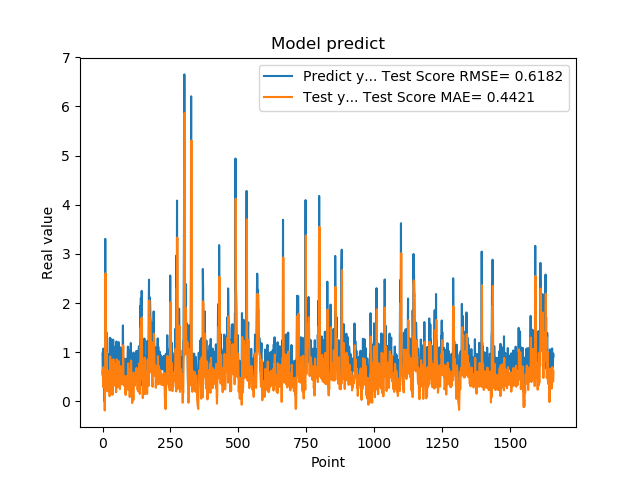 Model predict
Predict y... Test Score RMSE= 0.6182
Test y... Test Score MAE= 0.4421
Real value
7
6
5
4
3
2
1
0
0 250 500 750 1000 1250 1500
Point